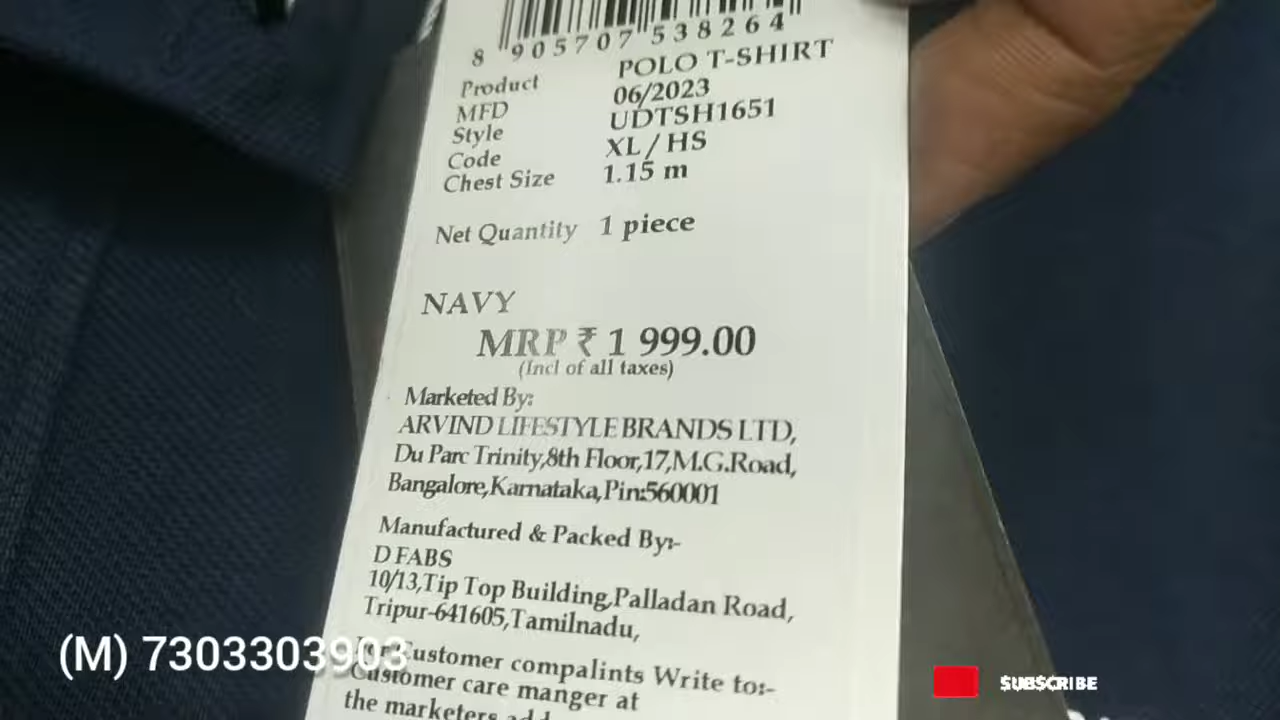 8 905707 538264
Product POLO T-SHIRT
MFD 06/2023
Style UDTSH1651
Code XL / HS
Chest Size 1.15 m
Net Quantity 1 piece
NAVY
MRP ₹ 1 999.00
(Incl of all taxes)
Marketed By:
ARVIND LIFESTYLE BRANDS LTD,
Du Parc Trinity,8th Floor,17,M.G.Road,
Bangalore,Karnataka,Pin:560001
Manufactured & Packed By:-
D FABS
10/13,Tip Top Building,Palladan Road,
Tripur-641605,Tamilnadu,
For Customer compalints Write to:-
Customer care manger at
the marketers
(M) 7303303903
SUBSCRIBE